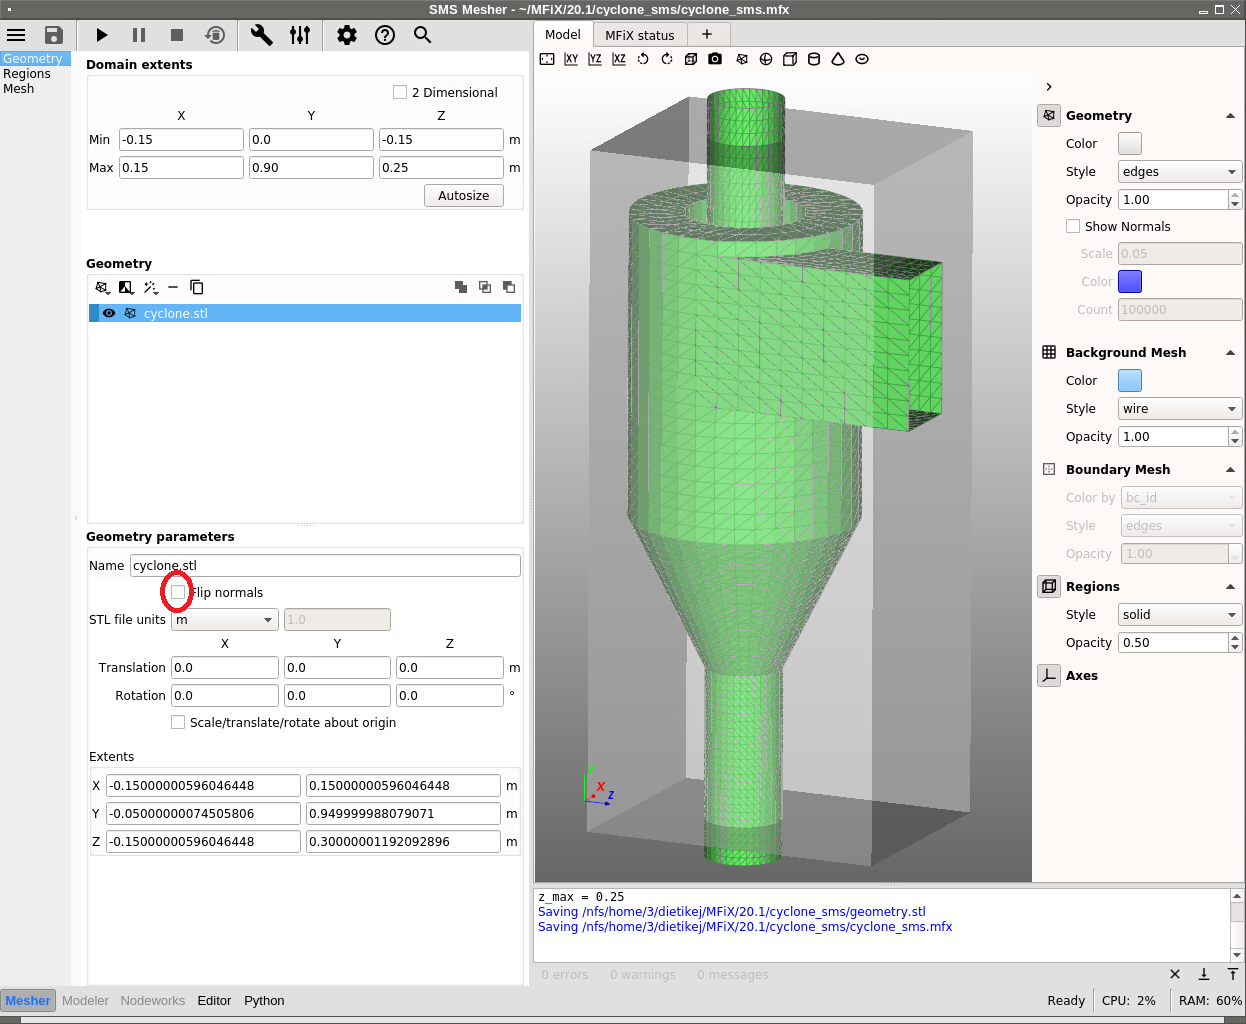 SMS Mesher - ~/MFiX/20.1/cyclone_sms/cyclone_sms.mfx
Geometry
Regions
Mesh
Domain extents
2 Dimensional
X Y Z
Min -0.15 0.0 -0.15 m
Max 0.15 0.90 0.25 m
Autosize
Geometry
cyclone.stl
Geometry parameters
Name cyclone.stl
Flip normals
STL file units m 1.0
X Y Z
Translation 0.0 0.0 0.0 m
Rotation 0.0 0.0 0.0 °
Scale/translate/rotate about origin
Extents
X -0.15000000596046448 0.15000000596046448 m
Y -0.05000000074505806 0.949999988079071 m
Z -0.15000000596046448 0.30000001192092896 m
Model MFiX status +
XY YZ XZ
Y
X
Z
Geometry
Color
Style edges
Opacity 1.00
Show Normals
Scale 0.05
Color
Count 100000
Background Mesh
Color
Style wire
Opacity 1.00
Boundary Mesh
Color by bc_id
Style edges
Opacity 1.00
Regions
Style solid
Opacity 0.50
Axes
z_max = 0.25
Saving /nfs/home/3/dietikej/MFiX/20.1/cyclone_sms/geometry.stl
Saving /nfs/home/3/dietikej/MFiX/20.1/cyclone_sms/cyclone_sms.mfx
0 errors 0 warnings 0 messages
Mesher Modeler Nodeworks Editor Python
Ready CPU: 2% RAM: 60%